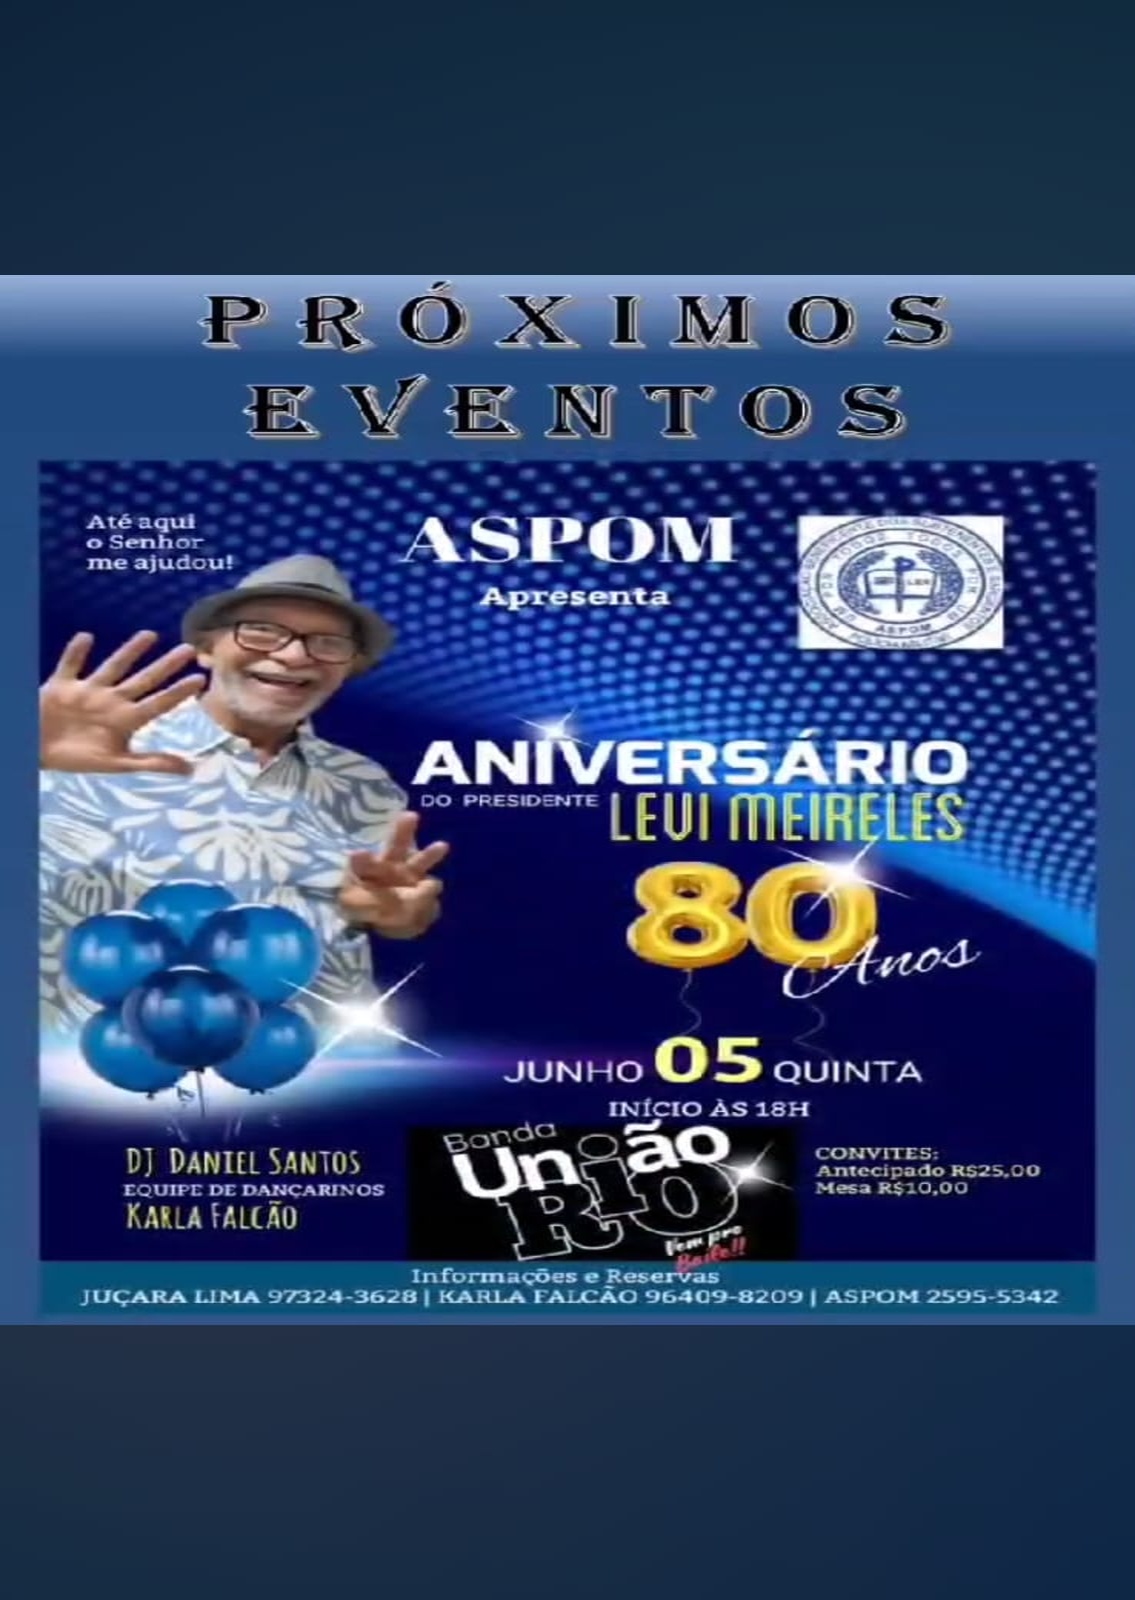 PRÓXIMOS
EVENTOS
Até aqui
o Senhor
me ajudou!
ASPOM
Apresenta
ASPOM
ANIVERSÁRIO
DO PRESIDENTE LEVI MEIRELES
80
Anos
JUNHO 05 QUINTA
INÍCIO ÀS 18H
DJ DANIEL SANTOS
EQUIPE DE DANÇARINOS
KARLA FALCÃO
Banda
União
RIO
Vem pro
Baile!!
CONVITES:
Antecipado R$25,00
Mesa R$10,00
Informações e Reservas
JUÇARA LIMA 97324-3628 | KARLA FALCÃO 96409-8209 | ASPOM 2595-5342